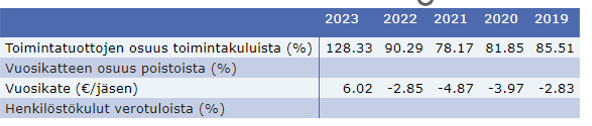 2023 2022 2021 2020 2019
Toimintatuottojen osuus toimintakuluista (%) 128.33 90.29 78.17 81.85 85.51
Vuosikatteen osuus poistoista (%)
Vuosikate (€/jäsen) 6.02 -2.85 -4.87 -3.97 -2.83
Henkilöstökulut verotuloista (%)